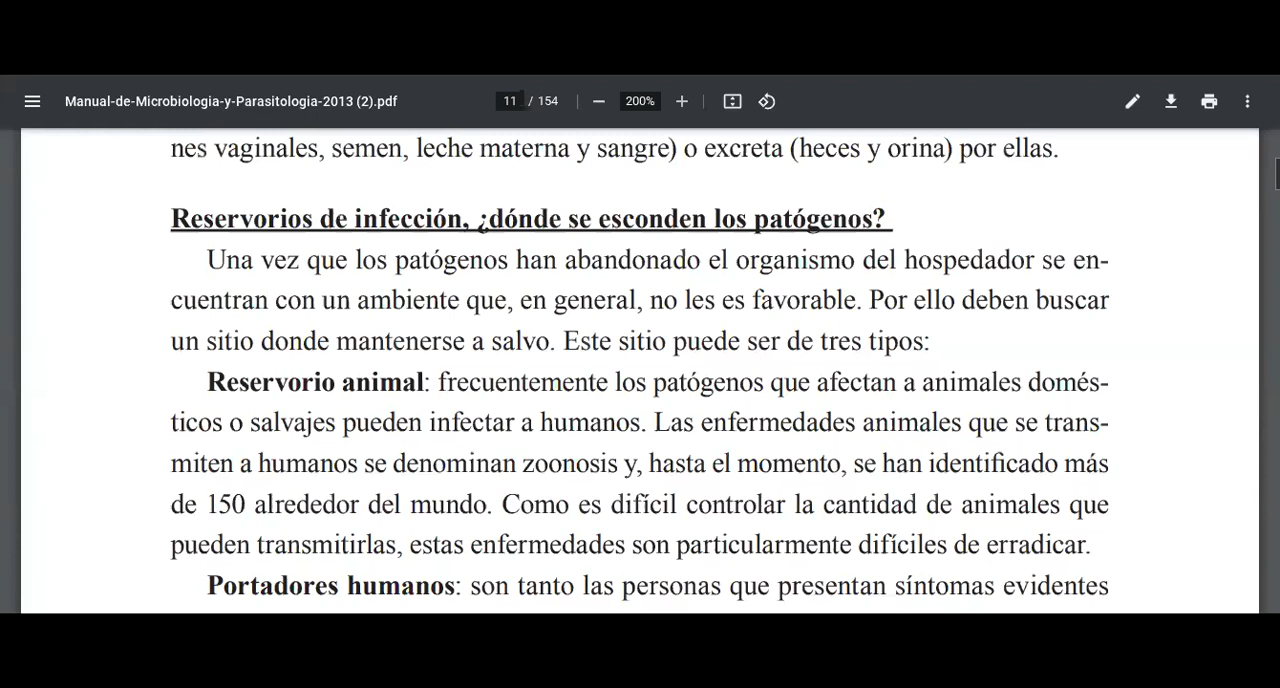 Manual-de-Microbiologia-y-Parasitologia-2013 (2).pdf 11 / 154 200%
nes vaginales, semen, leche materna y sangre) o excreta (heces y orina) por ellas.
Reservorios de infección, ¿dónde se esconden los patógenos?
Una vez que los patógenos han abandonado el organismo del hospedador se en-
cuentran con un ambiente que, en general, no les es favorable. Por ello deben buscar
un sitio donde mantenerse a salvo. Este sitio puede ser de tres tipos:
Reservorio animal: frecuentemente los patógenos que afectan a animales domés-
ticos o salvajes pueden infectar a humanos. Las enfermedades animales que se trans-
miten a humanos se denominan zoonosis y, hasta el momento, se han identificado más
de 150 alrededor del mundo. Como es difícil controlar la cantidad de animales que
pueden transmitirlas, estas enfermedades son particularmente difíciles de erradicar.
Portadores humanos: son tanto las personas que presentan síntomas evidentes